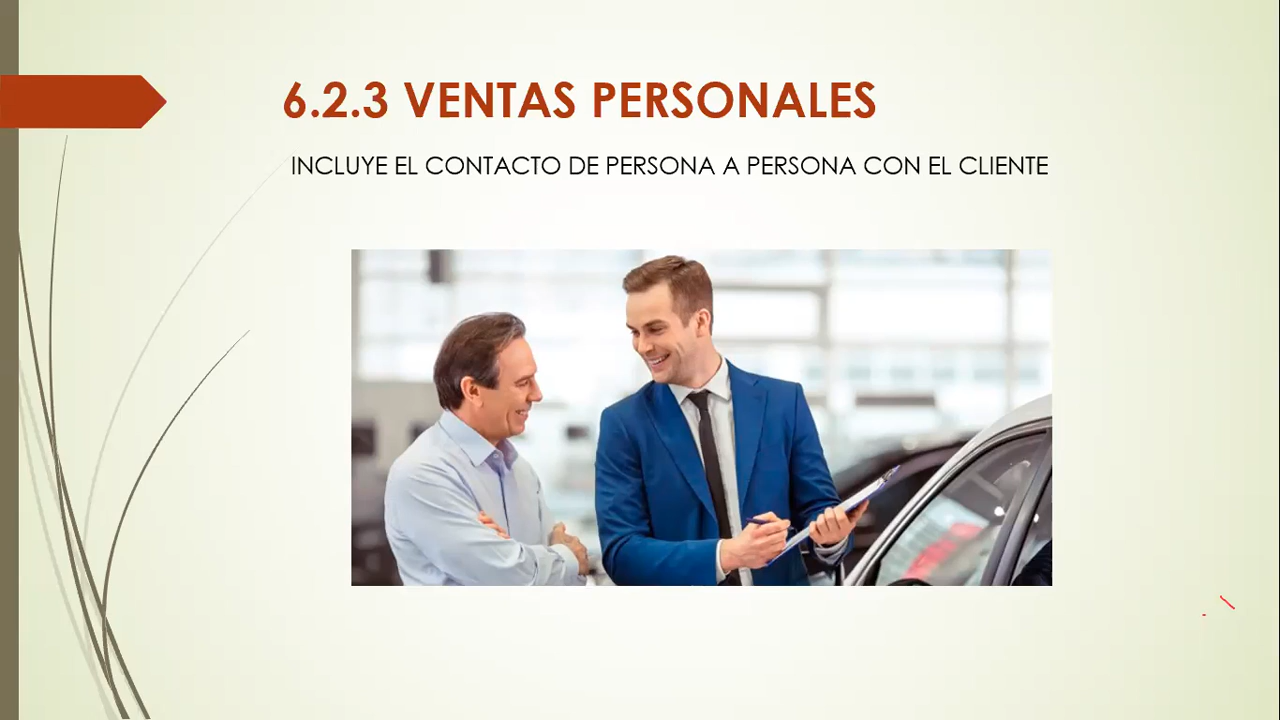 6.2.3 VENTAS PERSONALES
INCLUYE EL CONTACTO DE PERSONA A PERSONA CON EL CLIENTE